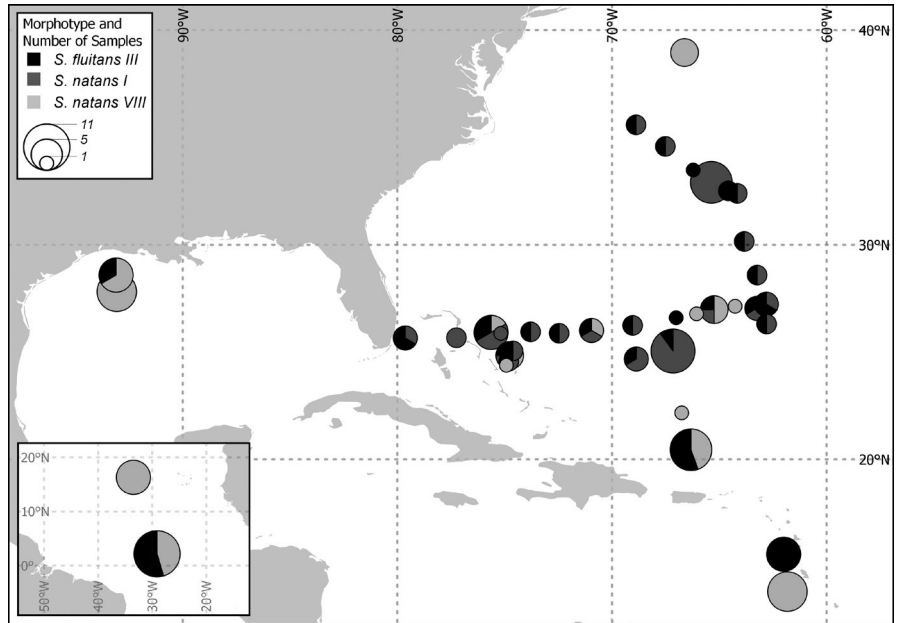 Morphotype and
Number of Samples
S. fluitans III
S. natans I
S. natans VIII
11
5
1
90°W
80°W
70°W
60°W
40°N
30°N
20°N
20°N
10°N
0°
50°W
40°W
30°W
20°W